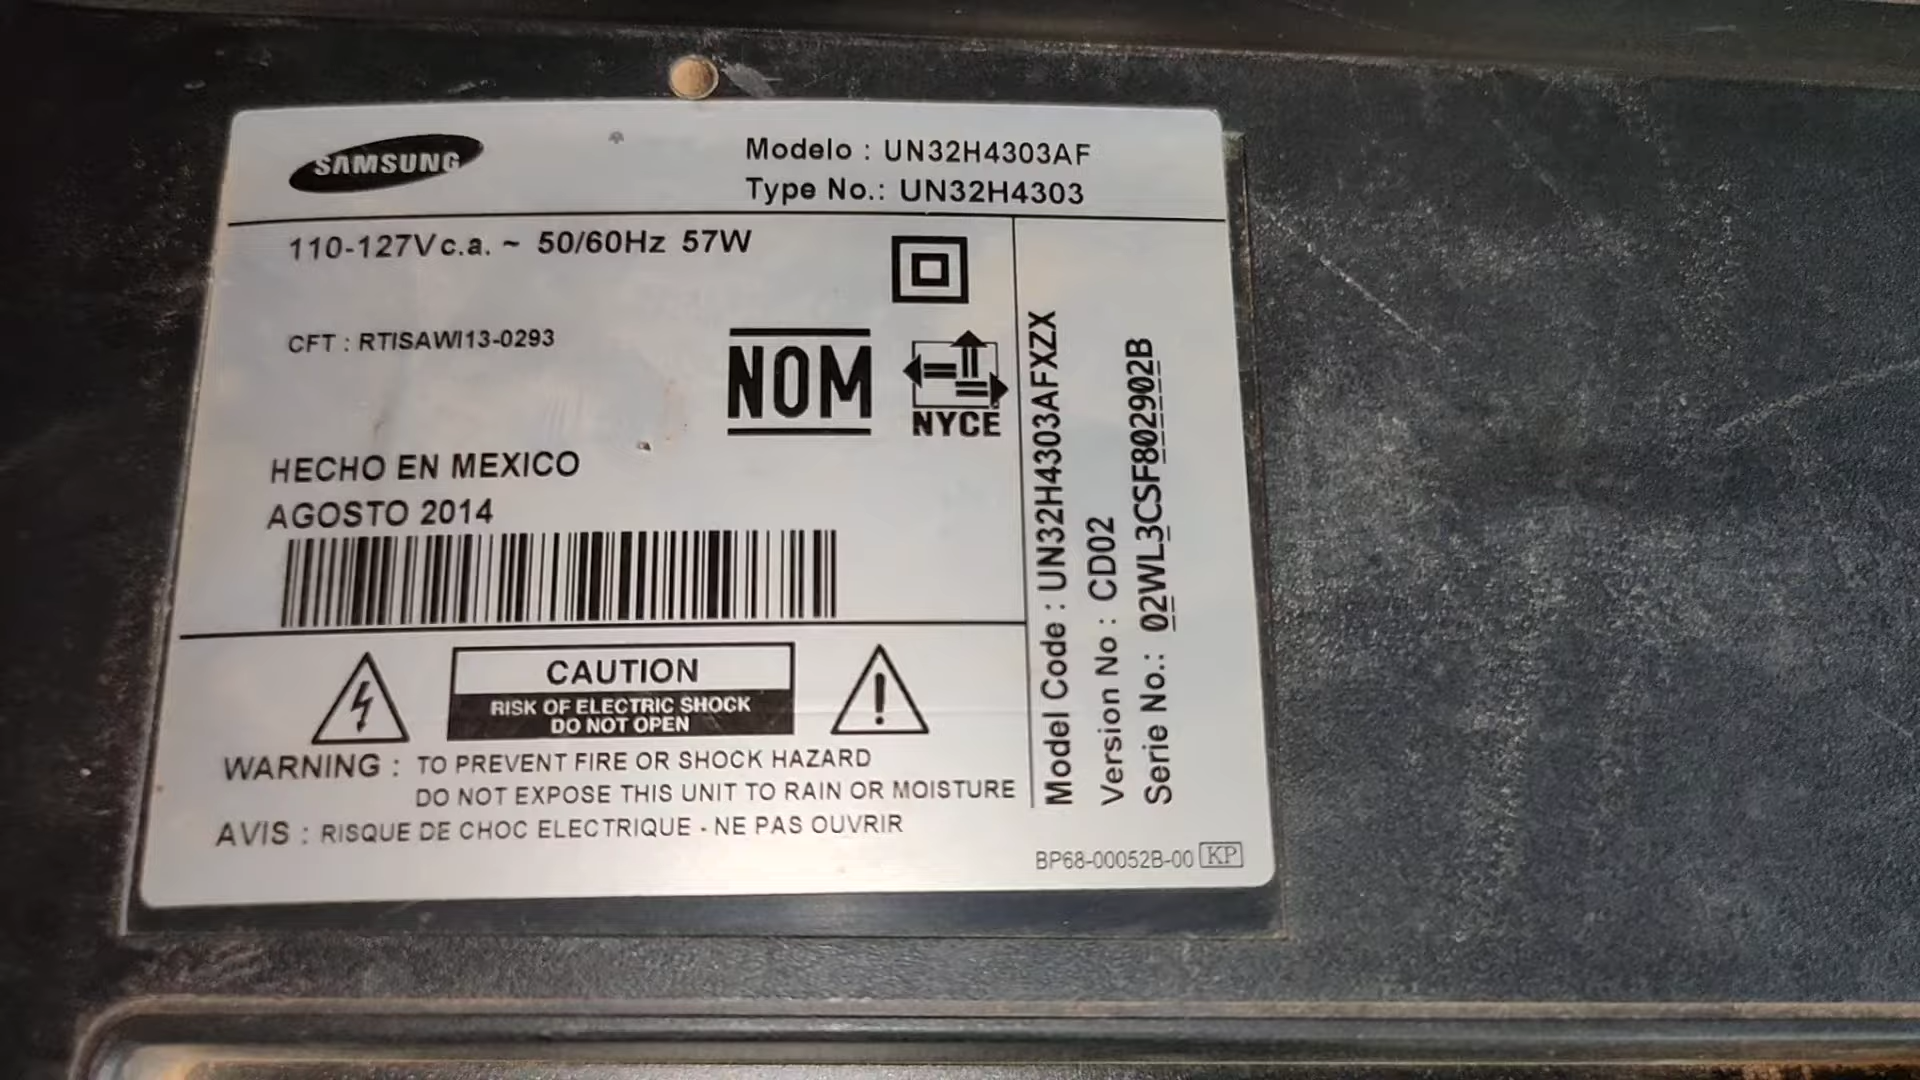 SAMSUNG
Modelo : UN32H4303AF
Type No.: UN32H4303
110-127V c.a. ~ 50/60Hz 57W
CFT : RTISAWI13-0293
NOM
NYCE
HECHO EN MEXICO
AGOSTO 2014
CAUTION
RISK OF ELECTRIC SHOCK
DO NOT OPEN
WARNING : TO PREVENT FIRE OR SHOCK HAZARD
DO NOT EXPOSE THIS UNIT TO RAIN OR MOISTURE
AVIS : RISQUE DE CHOC ELECTRIQUE - NE PAS OUVRIR
Model Code : UN32H4303AFXZX
Version No : CD02
Serie No.: 02WL3CSF802902B
BP68-00052B-00 KP